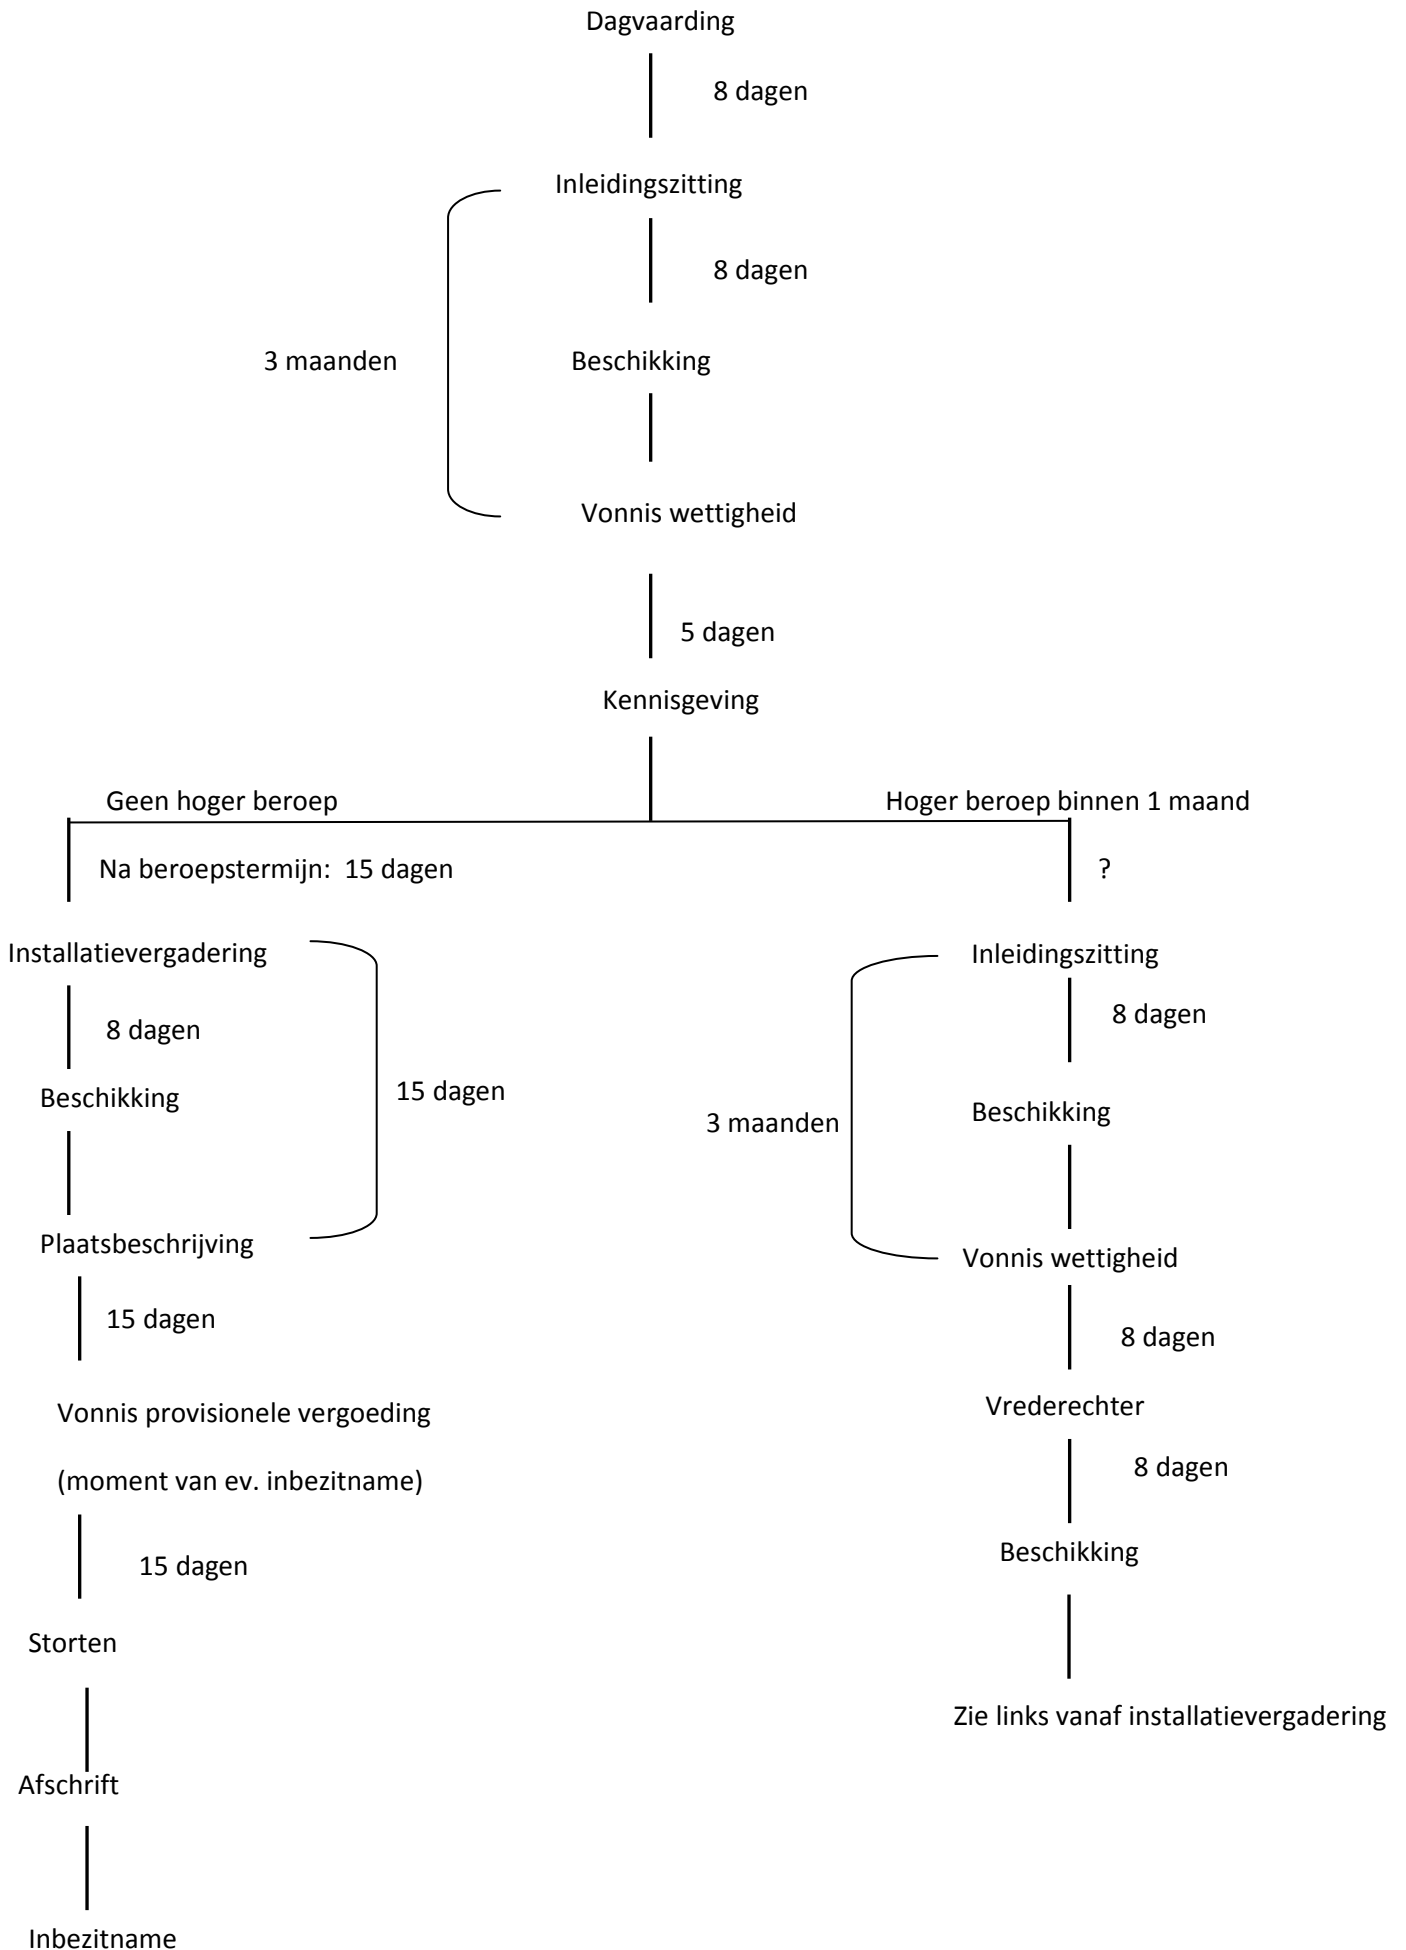 Dagvaarding
8 dagen
Inleidingszitting
8 dagen
3 maanden
Beschikking
Vonnis wettigheid
5 dagen
Kennisgeving
Geen hoger beroep
Hoger beroep binnen 1 maand
Na beroepstermijn: 15 dagen
?
Installatievergadering
8 dagen
Beschikking
15 dagen
Plaatsbeschrijving
15 dagen
Vonnis provisionele vergoeding
(moment van ev. inbezitname)
15 dagen
Storten
Afschrift
Inbezitname
Inleidingszitting
8 dagen
Beschikking
3 maanden
Vonnis wettigheid
8 dagen
Vrederechter
8 dagen
Beschikking
Zie links vanaf installatievergadering